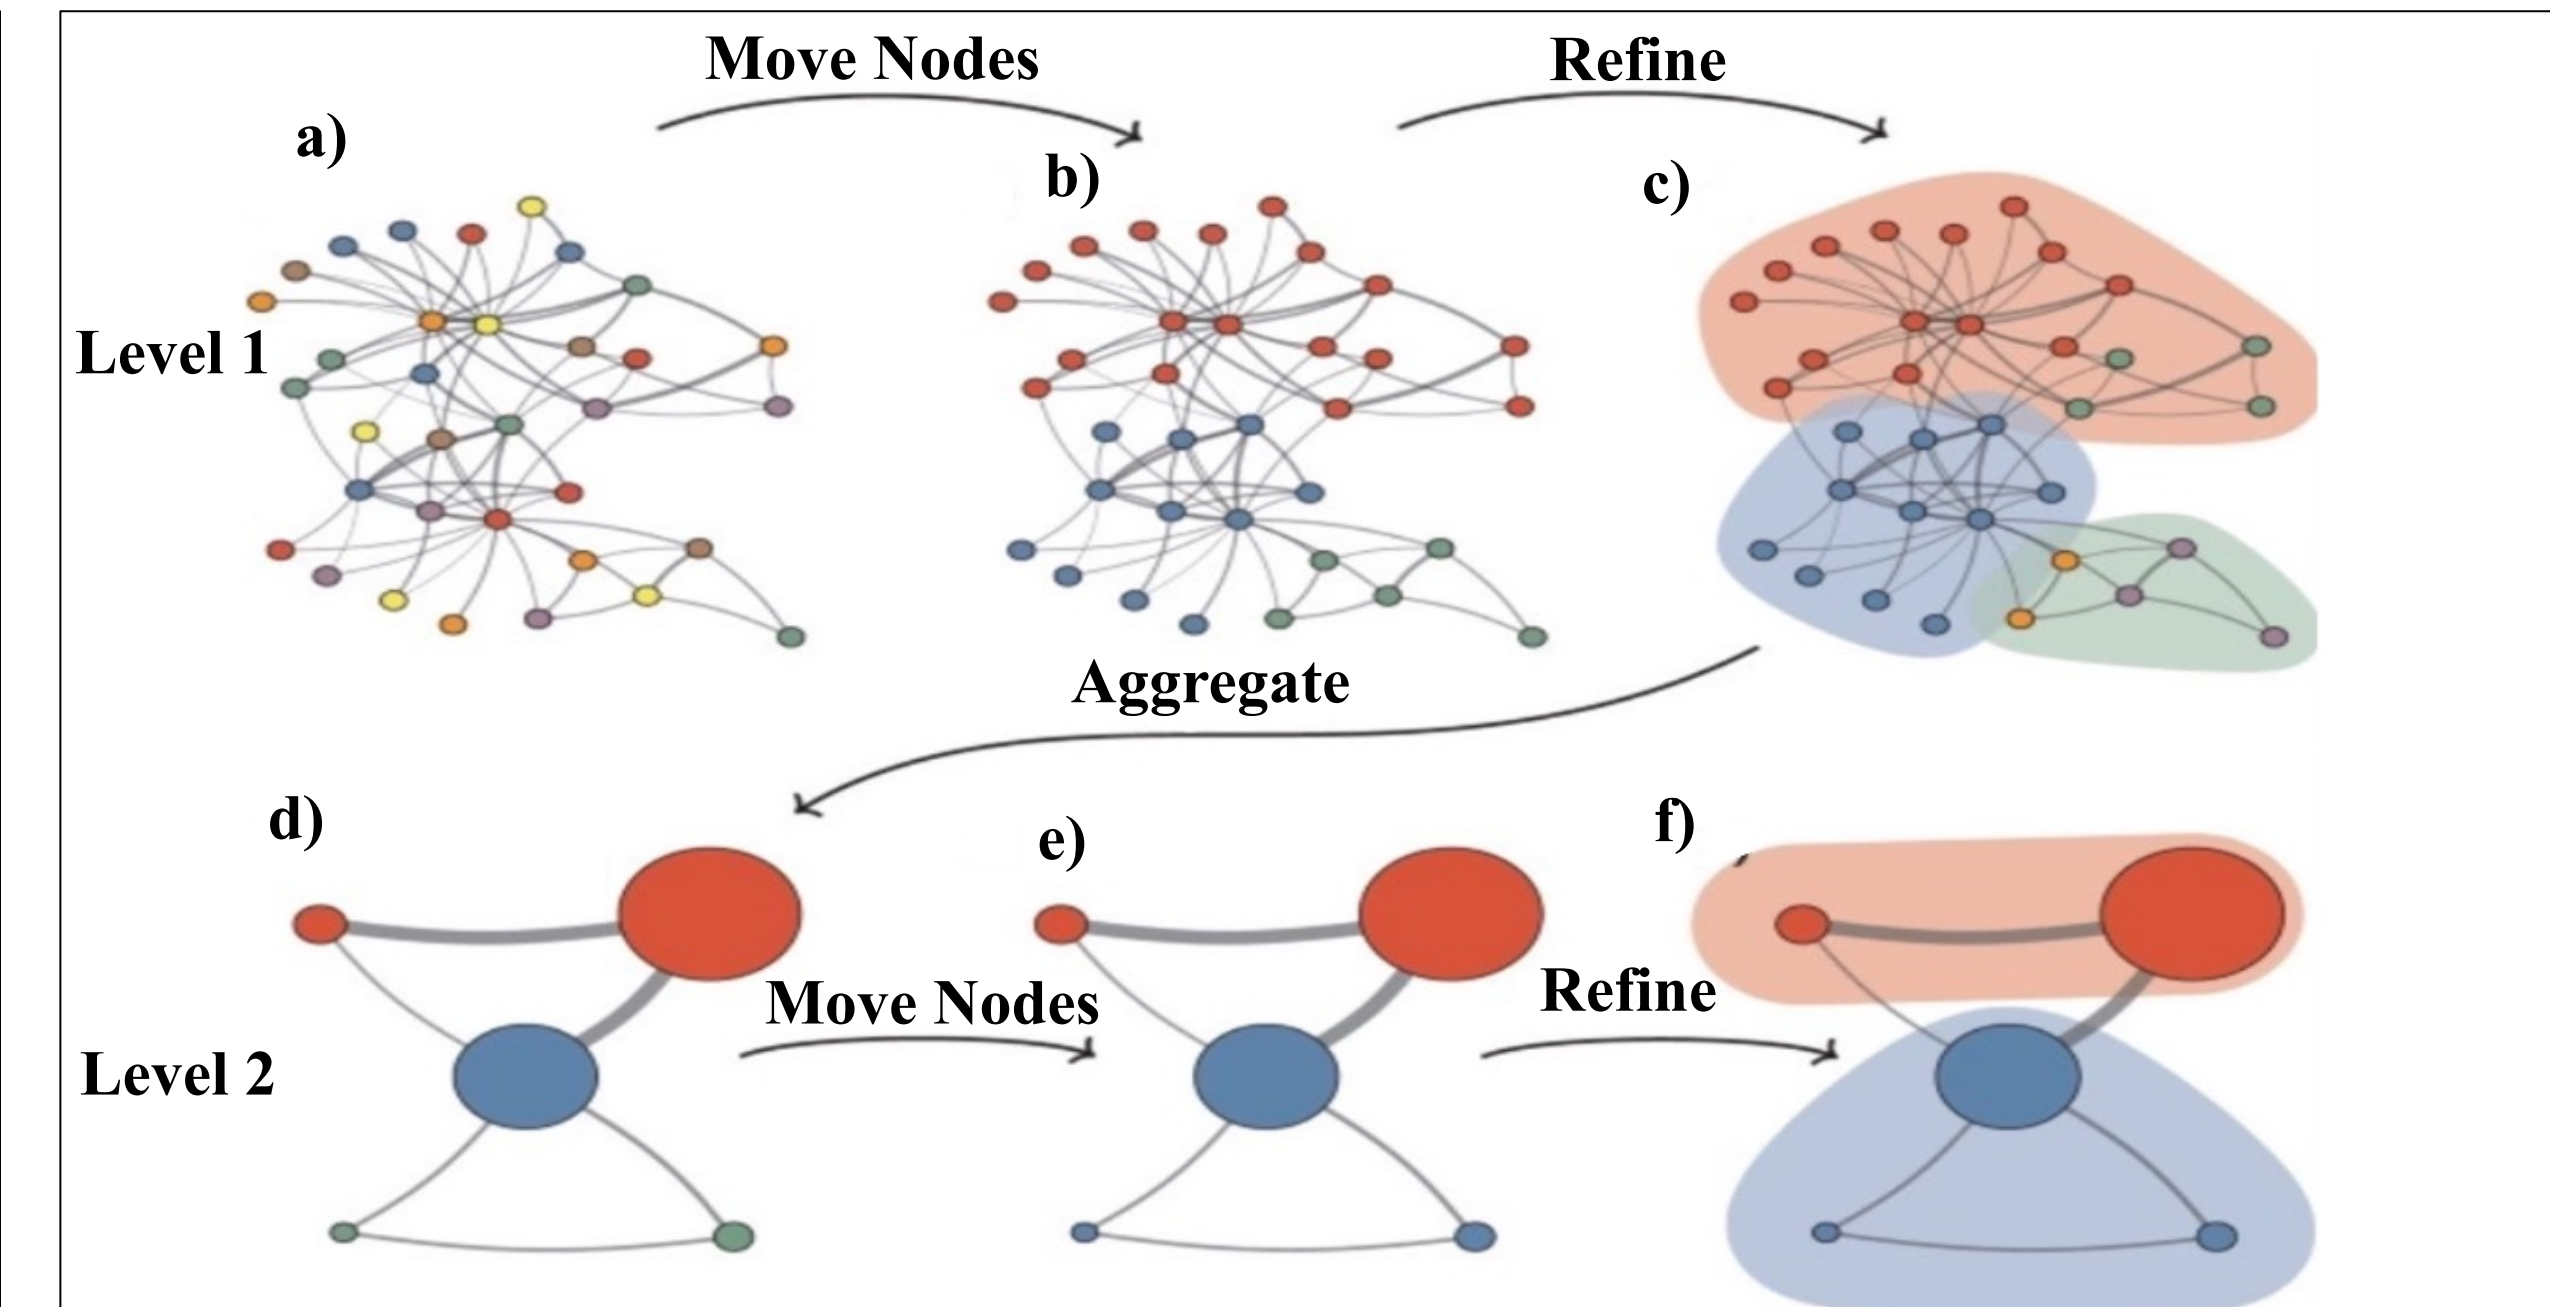 Move Nodes
Refine
a)
b)
c)
Level 1
Aggregate
d)
e)
f)
Move Nodes
Refine
Level 2